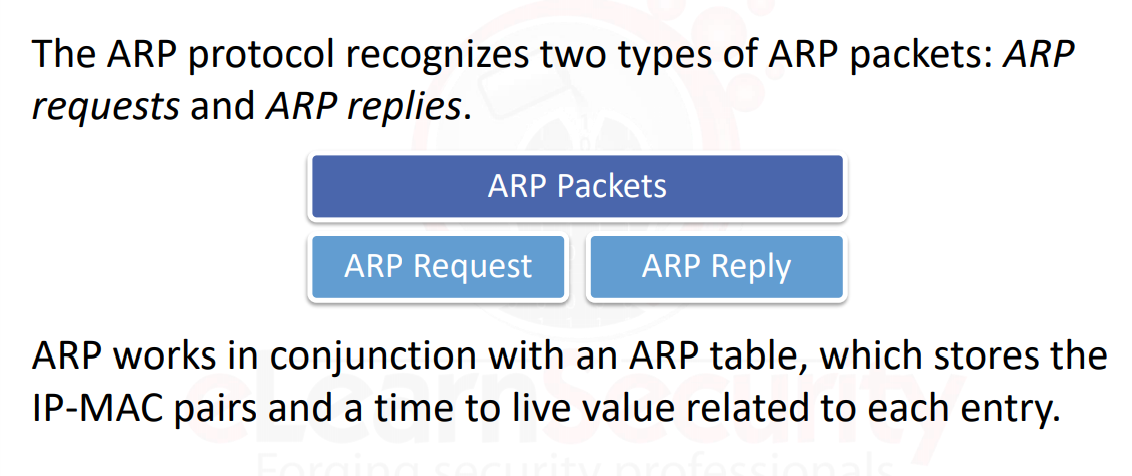 The ARP protocol recognizes two types of ARP packets: ARP
requests and ARP replies.
ARP Packets
ARP Request
ARP Reply
ARP works in conjunction with an ARP table, which stores the
IP-MAC pairs and a time to live value related to each entry.
eLearnSecurity
Forging security professionals